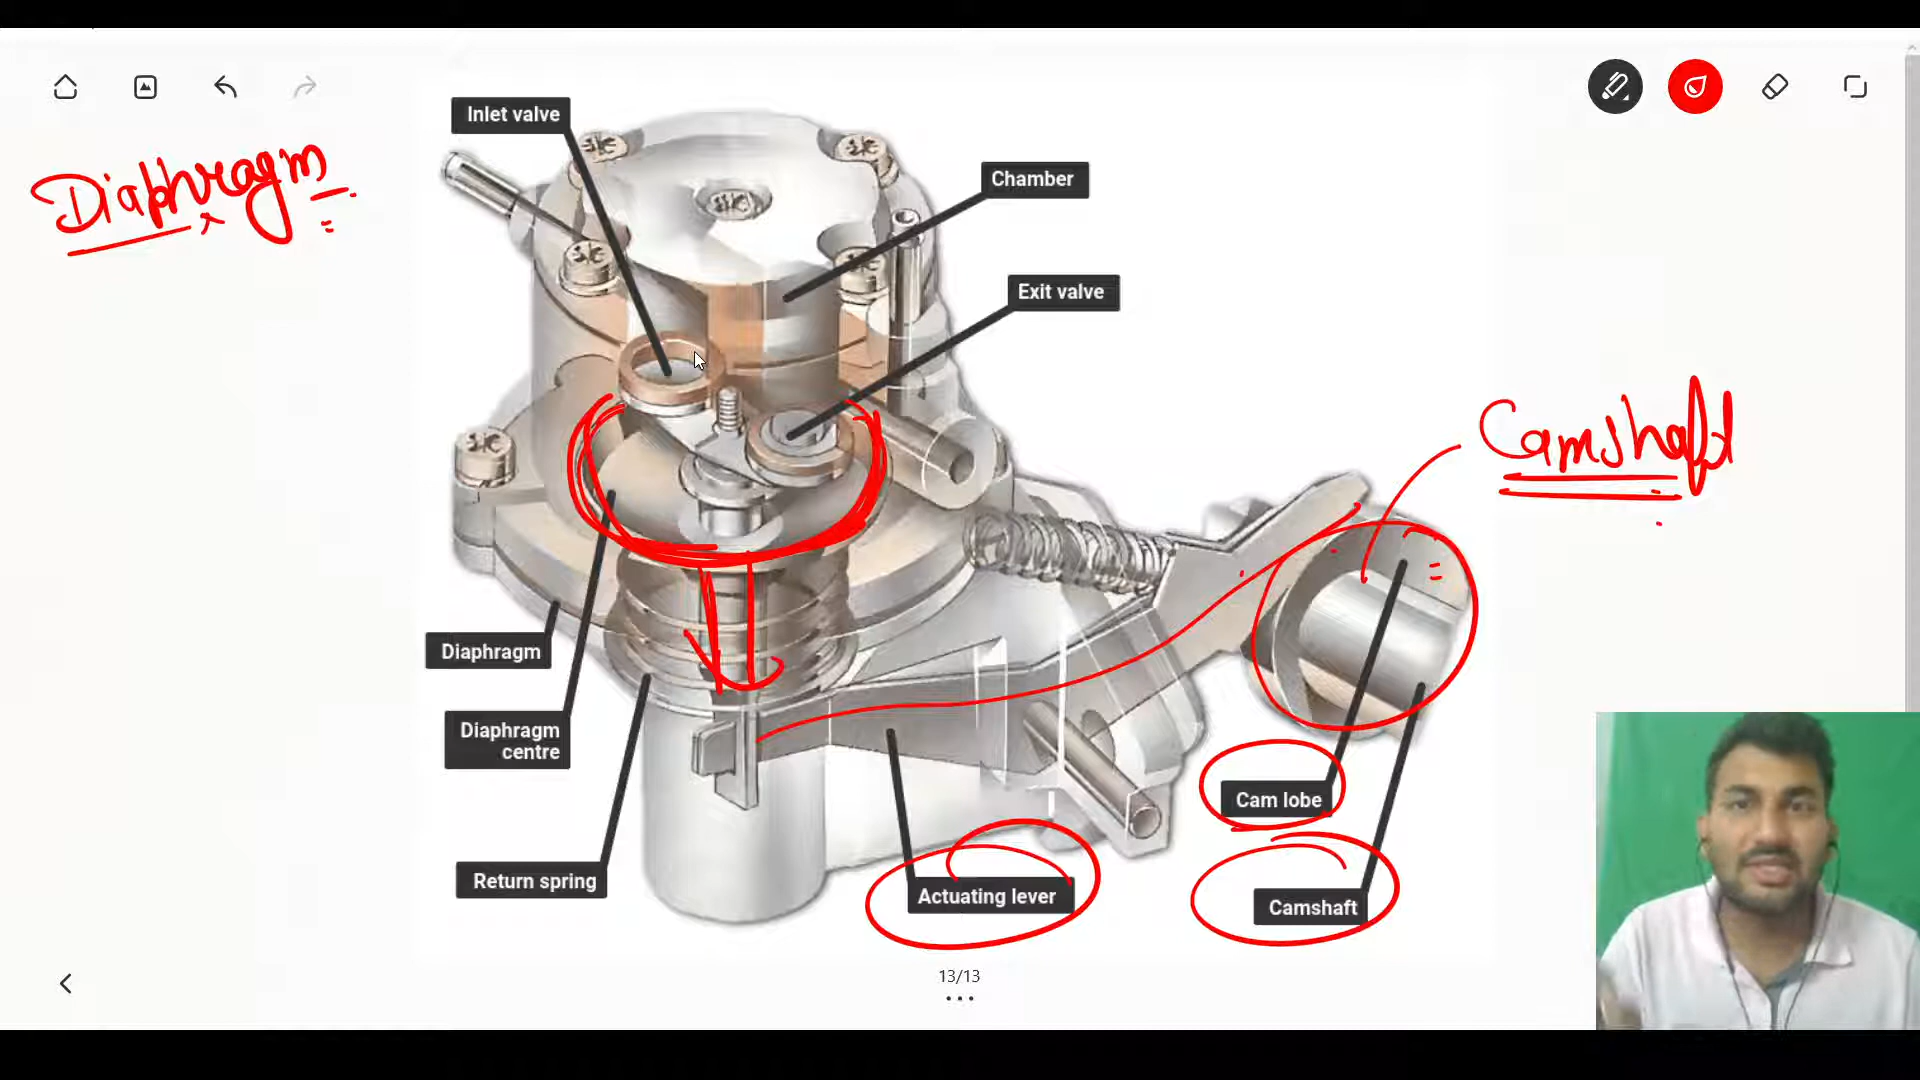 Inlet valve
Diaphragm
Chamber
Exit valve
Camshaft
Diaphragm
Diaphragm
centre
Cam lobe
Return spring
Actuating lever
Camshaft
13/13